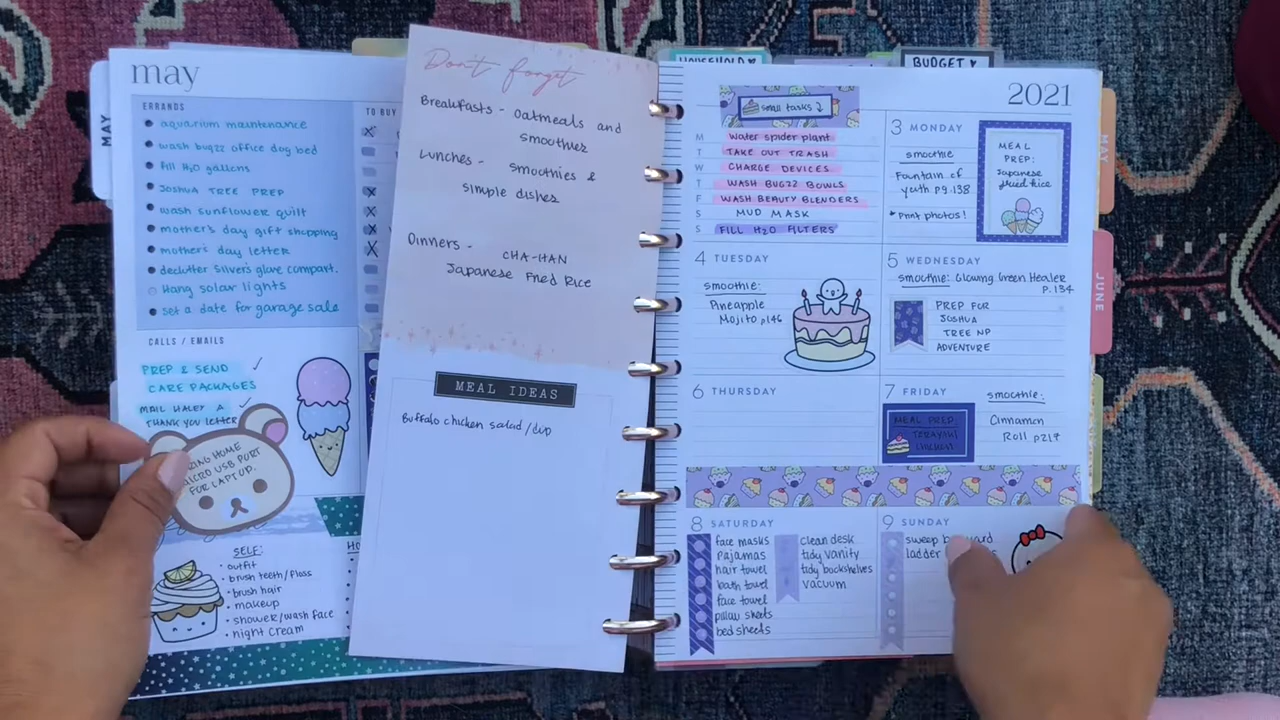 may
MAY
ERRANDS
aquarium maintenance
wash bugzz office dog bed
fill H2O gallons
JOSHUA TREE PREP
wash sunflower quilt
mother's day gift shopping
mother's day letter
declutter silver's glove compart.
Hang solar lights
set a date for garage sale
TO BUY
CALLS / EMAILS
PREP & SEND
CARE PACKAGES
MAIL HALEY A
THANK YOU LETTER
BRING HOME
MICRO USB PORT
FOR LAPTOP.
SELF:
outfit
brush teeth/floss
brush hair
makeup
shower/wash face
night cream
Don't forget
Breakfasts - Oatmeals and
smoothies
Lunches - smoothies &
simple dishes
Dinners - CHA-HAN
Japanese Fried Rice
MEAL IDEAS
Buffalo chicken salad/dip
HOUSEHOLD
BUDGET
2021
small tasks
M Water spider plant
T TAKE OUT TRASH
W CHARGE DEVICES
T WASH BUGZZ BOWLS
F WASH BEAUTY BLENDERS
S MUD MASK
S FILL H2O FILTERS
3 MONDAY
smoothie
Fountain of
youth pg.138
* Print photos!
MEAL
PREP:
Japanese
fried rice
4 TUESDAY
smoothie:
Pineapple
Mojito p.146
5 WEDNESDAY
smoothie: Glowing Green Healer
p.134
PREP FOR
JOSHUA
TREE NP
ADVENTURE
6 THURSDAY
7 FRIDAY
MEAL PREP
TERAYAKI
CHICKEN
smoothie:
Cinnamon
Roll p217
8 SATURDAY
face masks
pajamas
hair towel
bath towel
face towel
pillow sheets
bed sheets
clean desk
tidy vanity
tidy bookshelves
vacuum
9 SUNDAY
sweep
ladder
MAY
JUNE